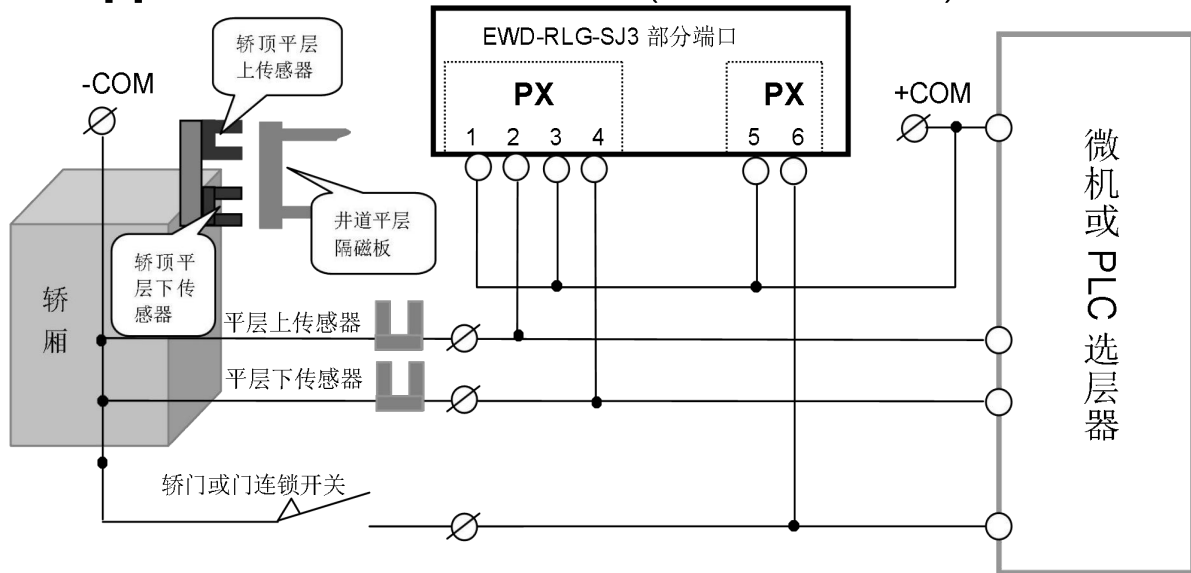 EWD-RLG-SJ3 部分端口
PX
PX
1 2 3 4
5 6
轿顶平层
上传感器
-COM
+COM
井道平层
隔磁板
轿顶平
层下传
感器
轿
厢
平层上传感器
平层下传感器
轿门或门连锁开关
微机或 PLC 选层器